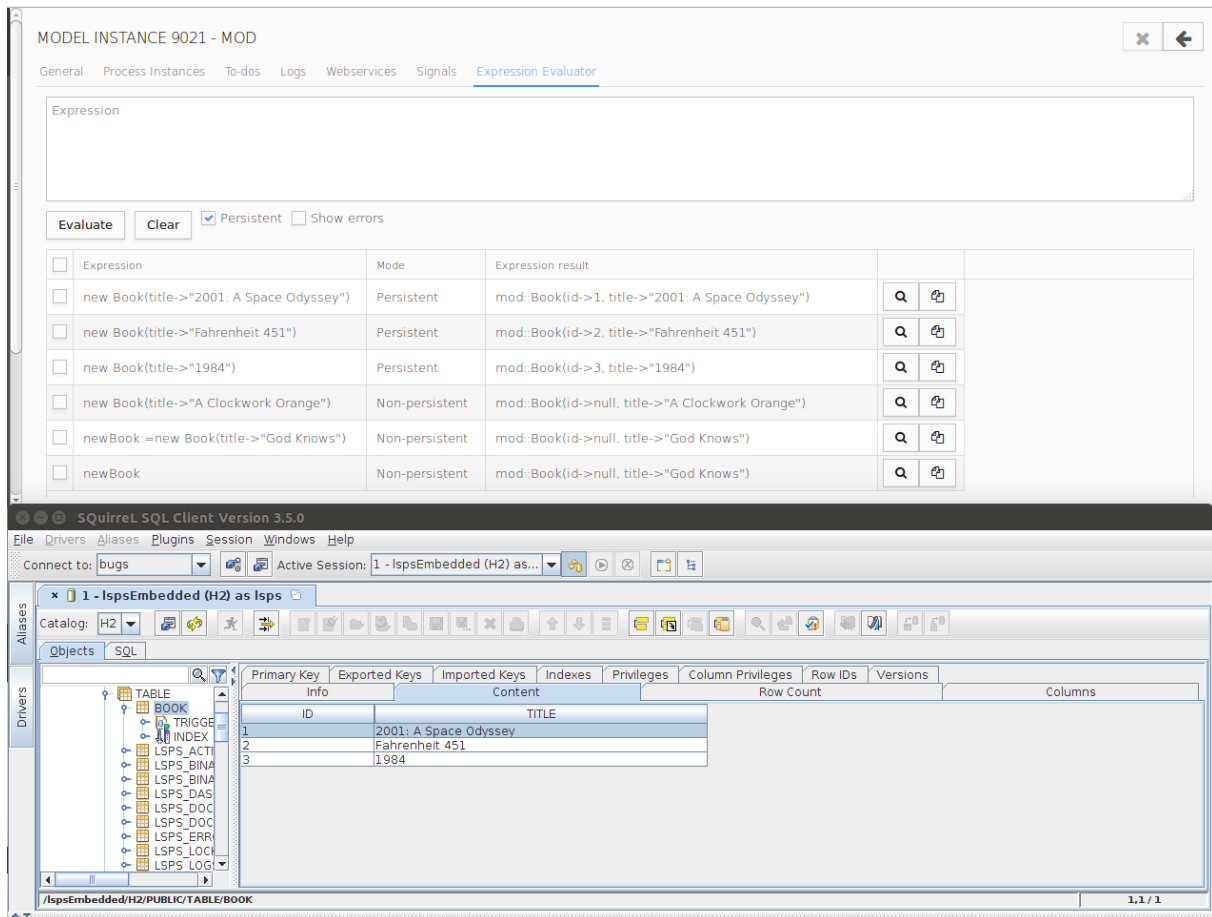 MODEL INSTANCE 9021 - MOD
General Process Instances To-dos Logs Webservices Signals Expression Evaluator
Expression
Evaluate Clear Persistent Show errors
Expression Mode Expression result
new Book(title->"2001: A Space Odyssey") Persistent mod::Book(id->1, title->"2001: A Space Odyssey")
new Book(title->"Fahrenheit 451") Persistent mod::Book(id->2, title->"Fahrenheit 451")
new Book(title->"1984") Persistent mod::Book(id->3, title->"1984")
new Book(title->"A Clockwork Orange") Non-persistent mod::Book(id->null, title->"A Clockwork Orange")
newBook:=new Book(title->"God Knows") Non-persistent mod::Book(id->null, title->"God Knows")
newBook Non-persistent mod::Book(id->null, title->"God Knows")
SQuirreL SQL Client Version 3.5.0
File Drivers Aliases Plugins Session Windows Help
Connect to: bugs Active Session: 1 - lspsEmbedded (H2) as...
1 - lspsEmbedded (H2) as lsps
Aliases
Drivers
Catalog: H2
Objects SQL
Primary Key Exported Keys Imported Keys Indexes Privileges Column Privileges Row IDs Versions
Info Content Row Count Columns
TABLE
BOOK
TRIGGE
INDEX
LSPS_ACTI
LSPS_BINA
LSPS_BINA
LSPS_DAS
LSPS_DOC
LSPS_DOC
LSPS_ERR
LSPS_LOC
LSPS_LOG
ID TITLE
1 2001: A Space Odyssey
2 Fahrenheit 451
3 1984
/lspsEmbedded/H2/PUBLIC/TABLE/BOOK 1,1 / 1